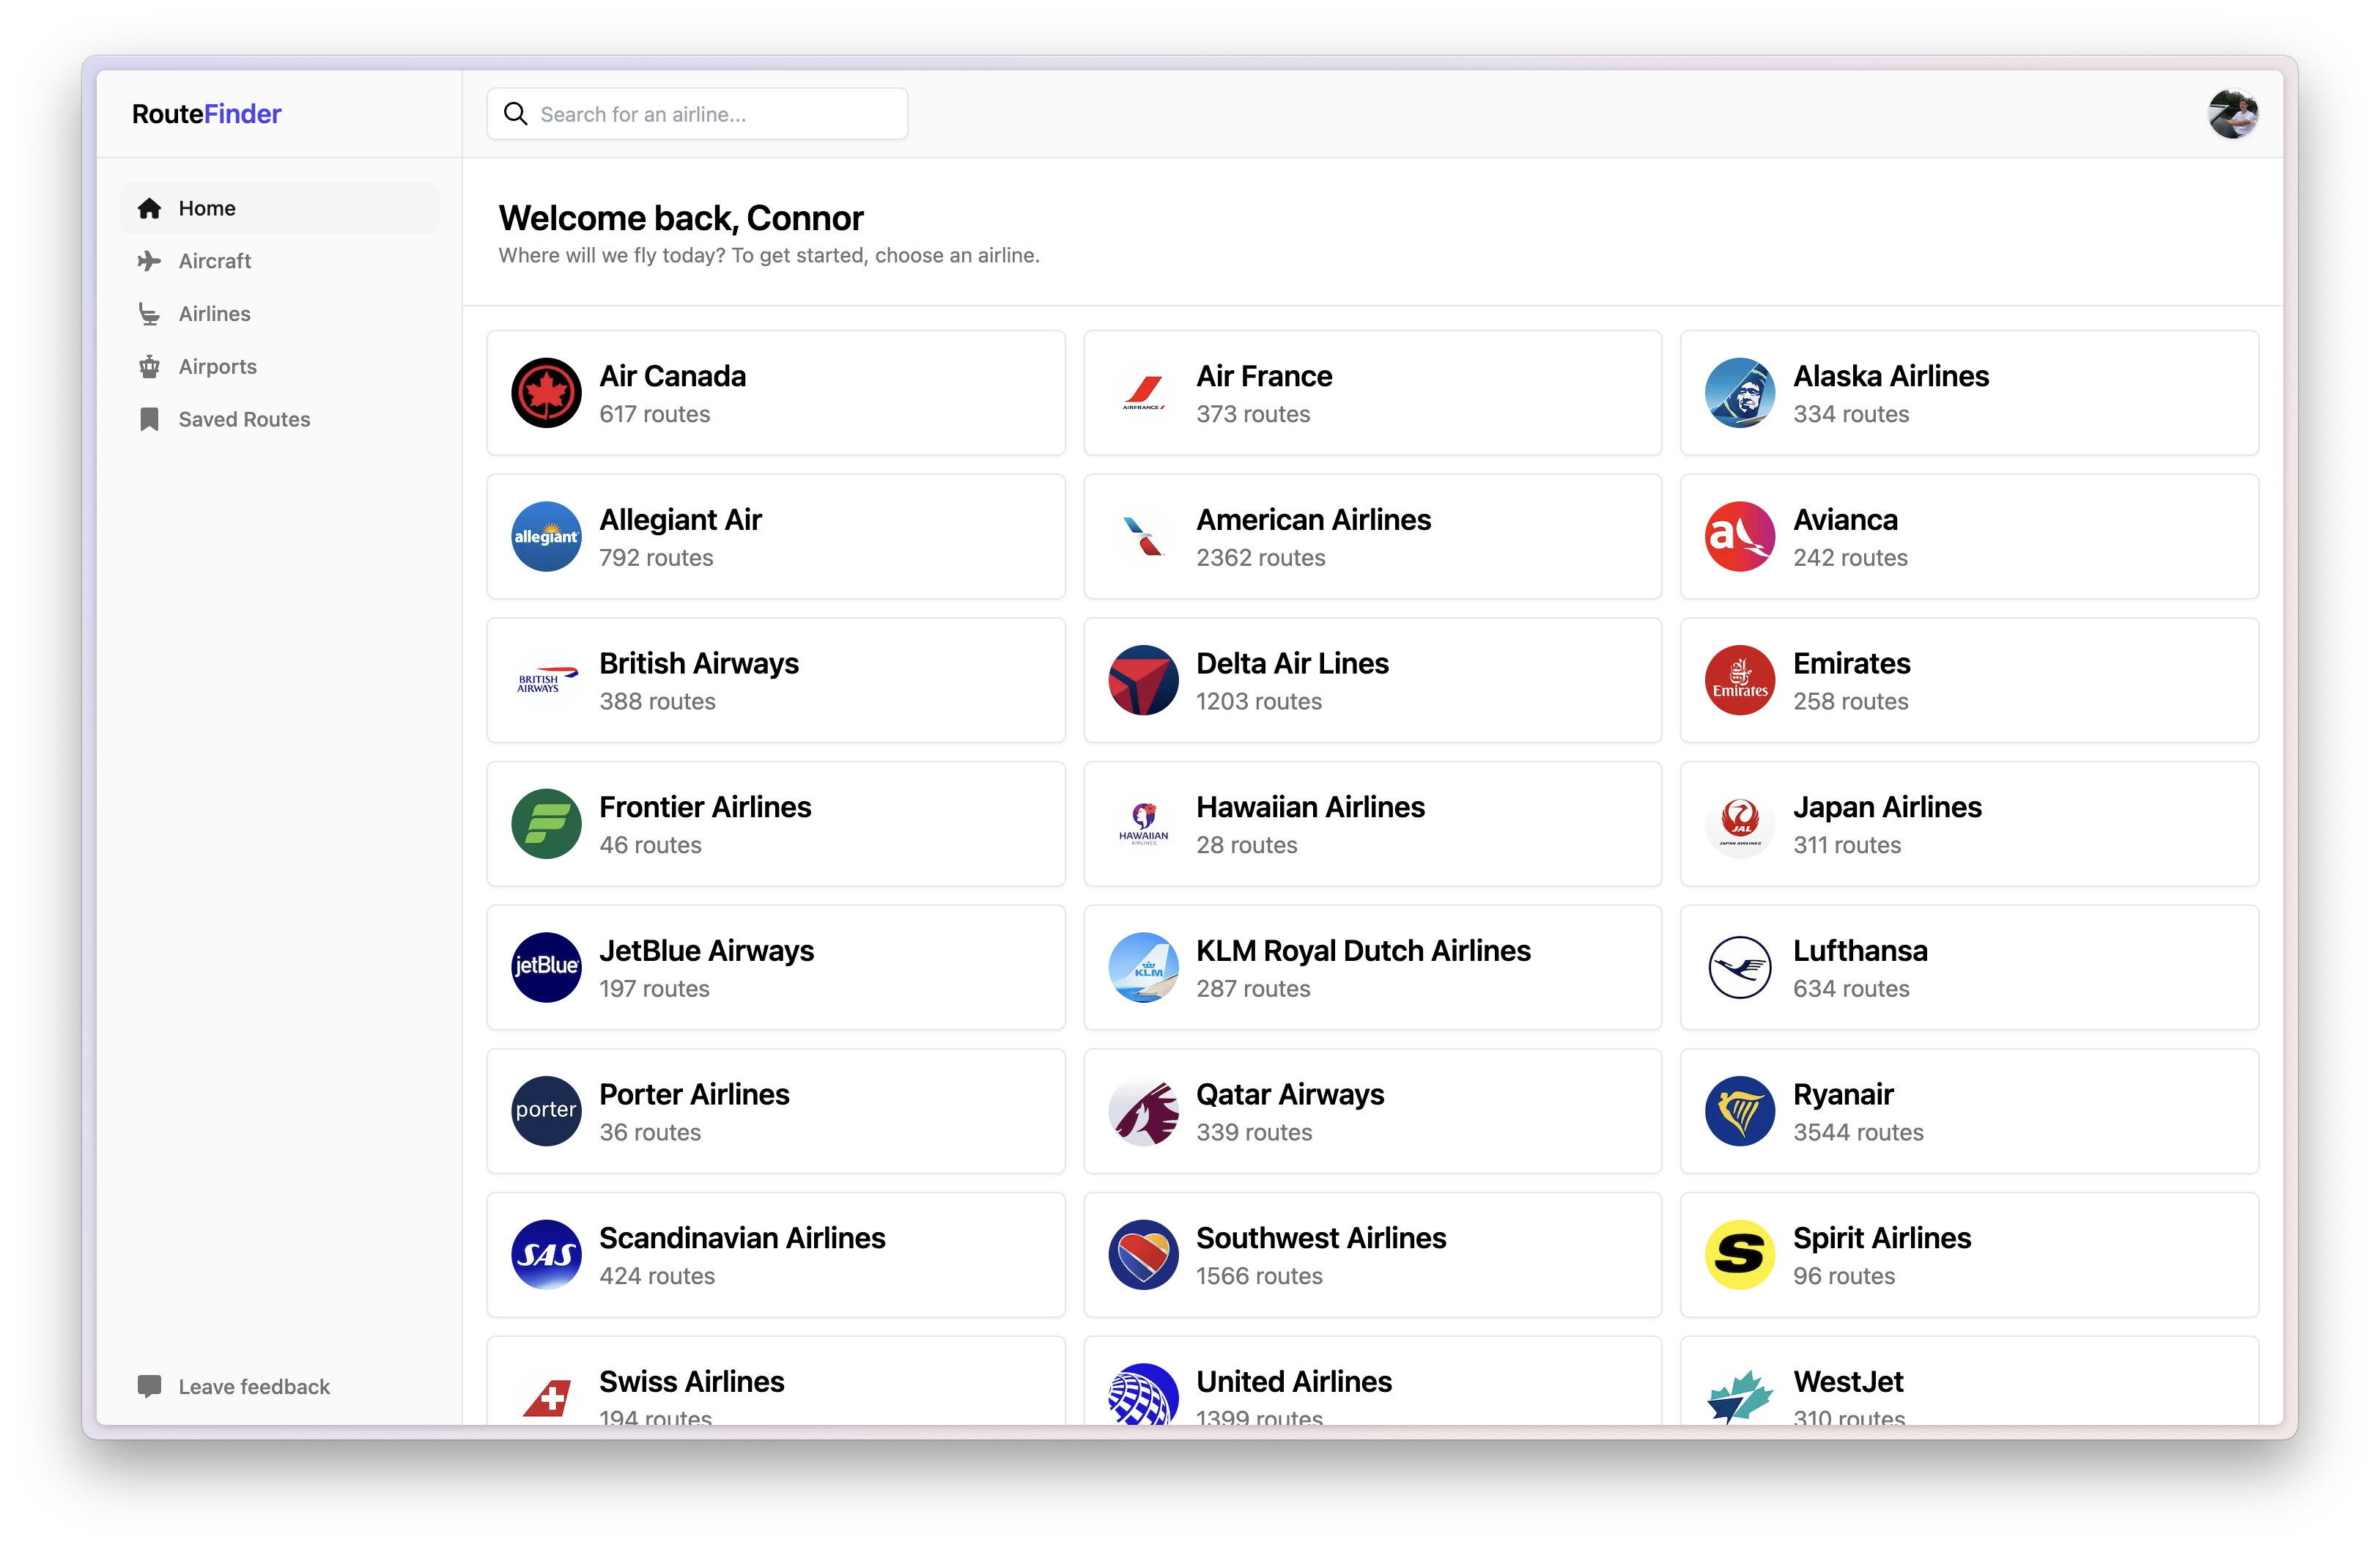 RouteFinder
Search for an airline...
Home
Aircraft
Airlines
Airports
Saved Routes
Leave feedback
Welcome back, Connor
Where will we fly today? To get started, choose an airline.
Air Canada
617 routes
AIRFRANCE
Air France
373 routes
Alaska Airlines
334 routes
allegiant
Allegiant Air
792 routes
American Airlines
2362 routes
a
Avianca
242 routes
BRITISH
AIRWAYS
British Airways
388 routes
Delta Air Lines
1203 routes
Emirates
Emirates
258 routes
Frontier Airlines
46 routes
HAWAIIAN
AIRLINES.
Hawaiian Airlines
28 routes
JAL
JAPAN AIRLINES
Japan Airlines
311 routes
jetBlue
JetBlue Airways
197 routes
KLM
KLM Royal Dutch Airlines
287 routes
Lufthansa
634 routes
porter
Porter Airlines
36 routes
Qatar Airways
339 routes
Ryanair
3544 routes
SAS
Scandinavian Airlines
424 routes
Southwest Airlines
1566 routes
S
Spirit Airlines
96 routes
Swiss Airlines
194 routes
United Airlines
1399 routes
WestJet
310 routes